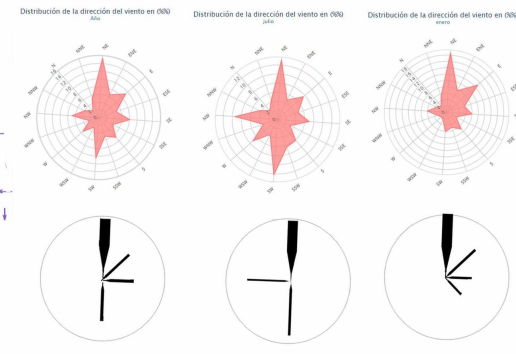 Distribución de la dirección del viento en (%%)
Año
N
NNE
NE
ENE
E
ESE
SE
SSE
S
SSW
SW
WSW
W
WNW
NW
NNW
Distribución de la dirección del viento en (%%)
julio
N
NNE
NE
ENE
E
ESE
SE
SSE
S
SSW
SW
WSW
W
WNW
NW
NNW
Distribución de la dirección del viento en (%%)
enero
N
NNE
NE
ENE
E
ESE
SE
SSE
S
SSW
SW
WSW
W
WNW
NW
NNW